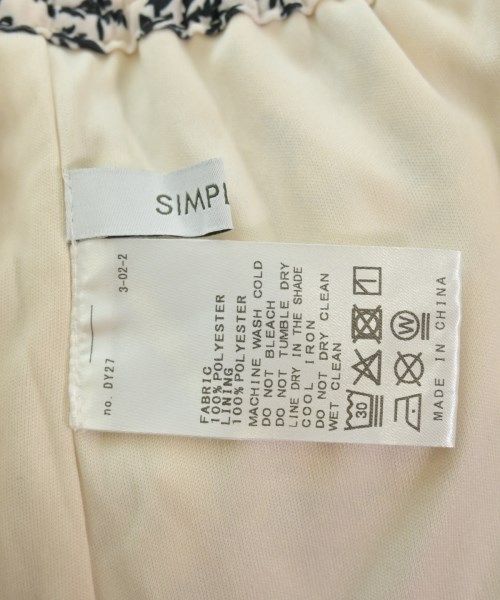 SIMPL
3-02-2
no. DY27
FABRIC
100% POLYESTER
LINING
100% POLYESTER
MACHINE WASH COLD
DO NOT BLEACH
DO NOT TUMBLE DRY
LINE DRY IN THE SHADE
COOL IRON
DO NOT DRY CLEAN
WET CLEAN
30
W
MADE IN CHINA